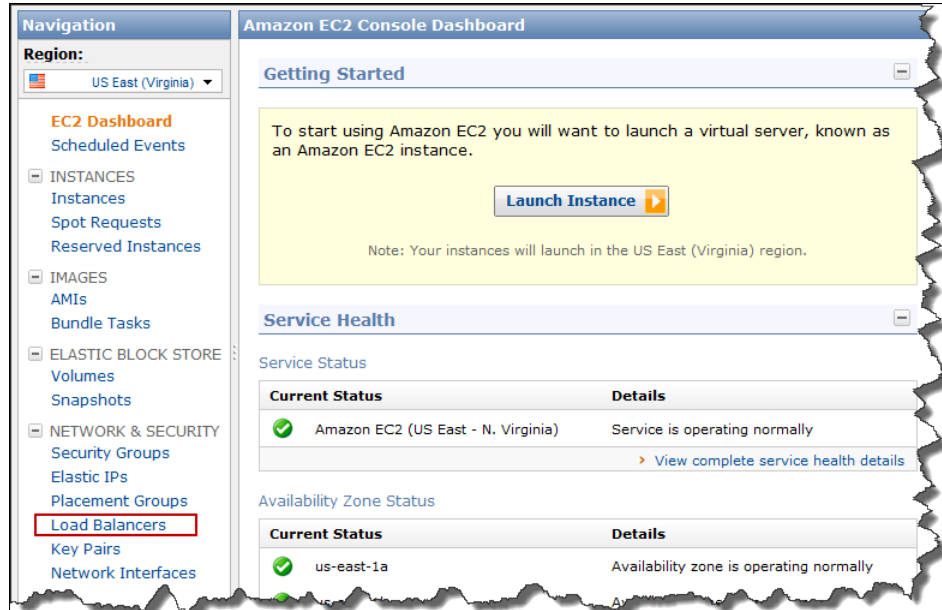 Navigation
Region:
US East (Virginia)
EC2 Dashboard
Scheduled Events
INSTANCES
Instances
Spot Requests
Reserved Instances
IMAGES
AMIs
Bundle Tasks
ELASTIC BLOCK STORE
Volumes
Snapshots
NETWORK & SECURITY
Security Groups
Elastic IPs
Placement Groups
Load Balancers
Key Pairs
Network Interfaces
Amazon EC2 Console Dashboard
Getting Started
To start using Amazon EC2 you will want to launch a virtual server, known as
an Amazon EC2 instance.
Launch Instance
Note: Your instances will launch in the US East (Virginia) region.
Service Health
Service Status
Current Status Details
Amazon EC2 (US East - N. Virginia) Service is operating normally
> View complete service health details
Availability Zone Status
Current Status Details
us-east-1a Availability zone is operating normally